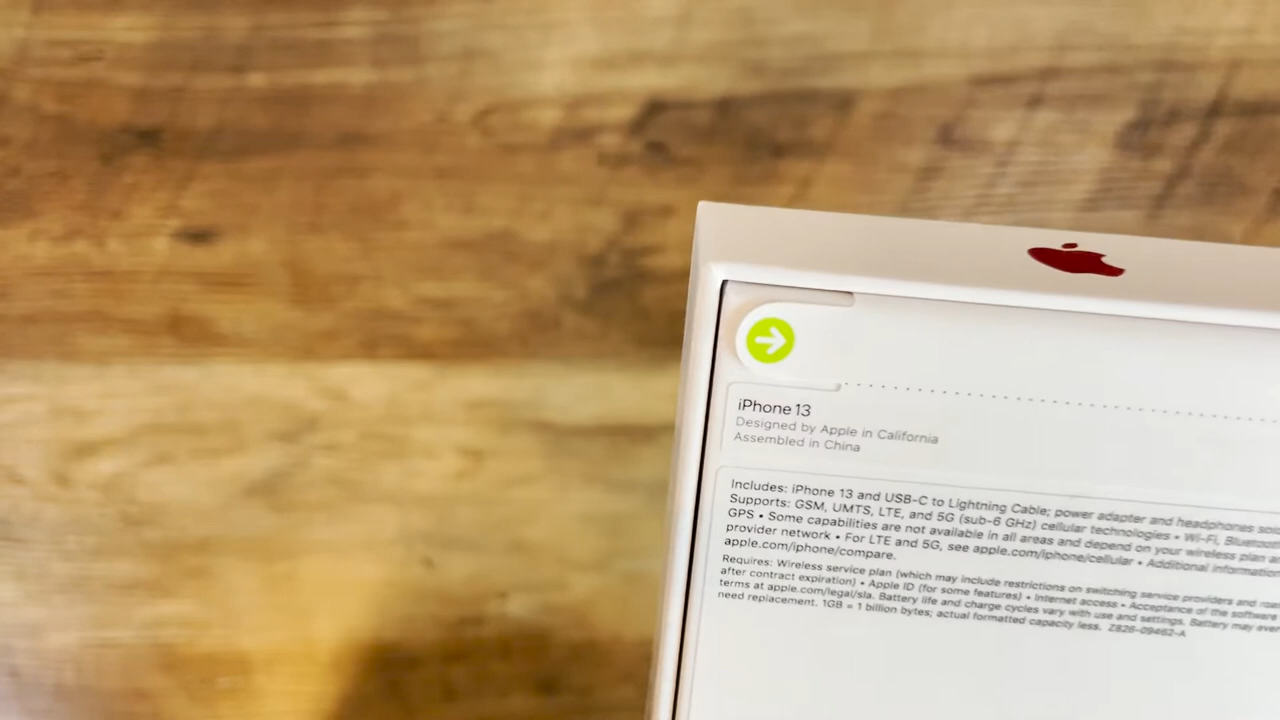 iPhone 13
Designed by Apple in California
Assembled in China
Includes: iPhone 13 and USB-C to Lightning Cable; power adapter and headphones
Supports: GSM, UMTS, LTE, and 5G (sub-6 GHz) cellular technologies • Wi-Fi,
GPS • Some capabilities are not available in all areas and depend on your wireless plan
provider network • For LTE and 5G, see apple.com/iphone/cellular • Additional
apple.com/iphone/compare.
Requires: Wireless service plan (which may include restrictions on switching service providers and
after contract expiration) • Apple ID (for some features) • Internet access • Acceptance of the software
terms at apple.com/legal/sla. Battery life and charge cycles vary with use and settings. Battery may
need replacement. 1GB = 1 billion bytes; actual formatted capacity less. Z826-09462-A